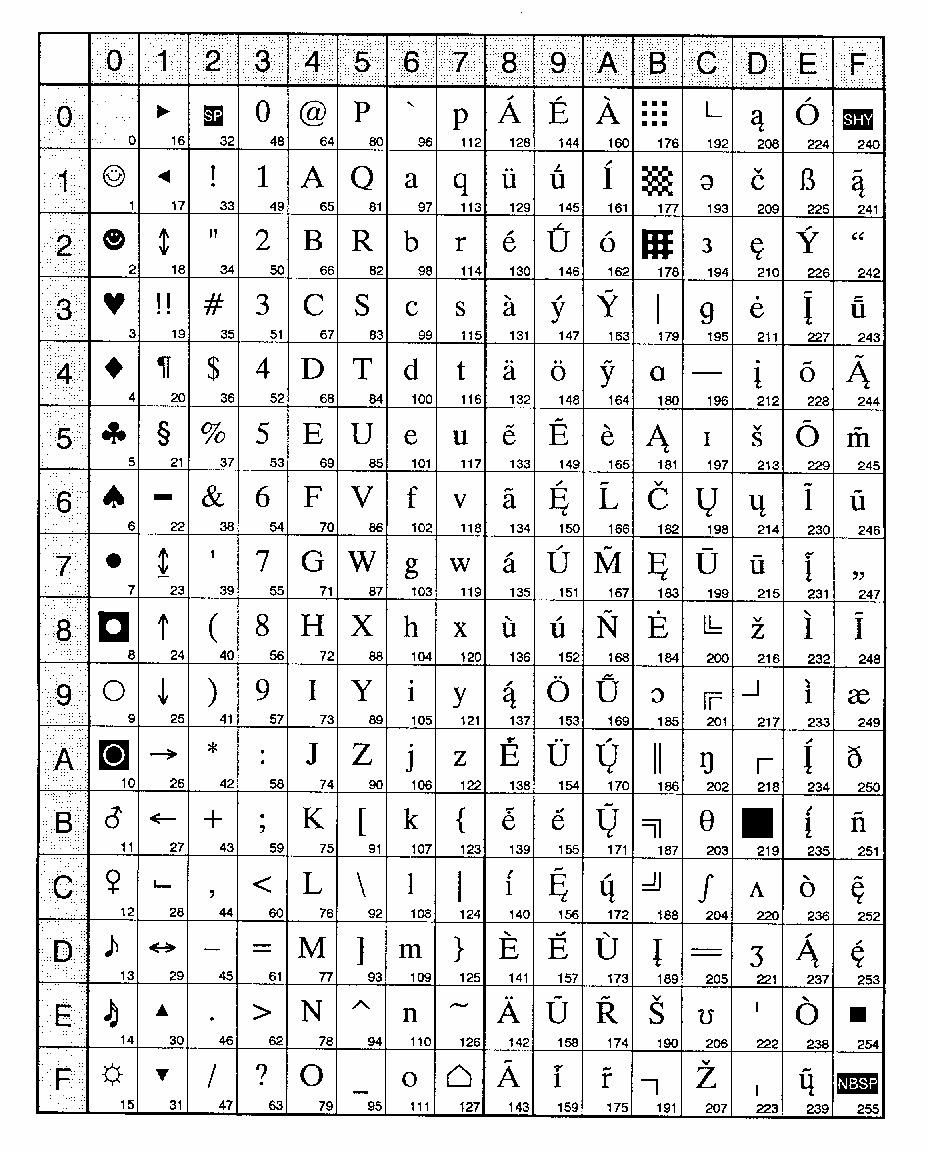 0 1 2 3 4 5 6 7 8 9 A B C D E F
0 ► SP 0 @ P ` p Á É À ░ └ ą Ó SHY
0 16 32 48 64 80 96 112 128 144 160 176 192 208 224 240
1 ☺ ◄ ! 1 A Q a q ü ů́ Í ▒ ə č ß ą̃
1 17 33 49 65 81 97 113 129 145 161 177 193 209 225 241
2 ☻ ↕ " 2 B R b r é Ū́ ó ▓ ɜ ę Ý “
2 18 34 50 66 82 98 114 130 146 162 178 194 210 226 242
3 ♥ ‼ # 3 C S c s à ý Ỹ │ ɡ ė Į̃ ū̃
3 19 35 51 67 83 99 115 131 147 163 179 195 211 227 243
4 ♦ ¶ $ 4 D T d t ä ö ỹ ɑ ─ į õ Ą̃
4 20 36 52 68 84 100 116 132 148 164 180 196 212 228 244
5 ♣ § % 5 E U e u ẽ Ẽ è Ą ɪ š Õ m̃
5 21 37 53 69 85 101 117 133 149 165 181 197 213 229 245
6 ♠ ▬ & 6 F V f v ã Ę́ L̃ Č Ų ų Ĩ ũ
6 22 38 54 70 86 102 118 134 150 166 182 198 214 230 246
7 • ↨ ' 7 G W g w á Ú M̃ Ę Ū ū į̃ „
7 23 39 55 71 87 103 119 135 151 167 183 199 215 231 247
8 ◘ ↑ ( 8 H X h x ù ú Ñ Ė ╚ ž Ì Ī
8 24 40 56 72 88 104 120 136 152 168 184 200 216 232 248
9 ○ ↓ ) 9 I Y i y ą́ Ö Ū̃ ɔ ╔ ┘ ì æ
9 25 41 57 73 89 105 121 137 153 169 185 201 217 233 249
A ◙ → * : J Z j z Ė́ Ü Ų́ ║ ŋ ┌ Į́ ð
10 26 42 58 74 90 106 122 138 154 170 186 202 218 234 250
B ♂ ← + ; K [ k { ė̃ ė́ Ų̃ ╗ θ █ į́ ñ
11 27 43 59 75 91 107 123 139 155 171 187 203 219 235 251
C ♀ ∟ , < L \ l | í Ę̃ ų́ ╝ ʃ ʌ ò ę̃
12 28 44 60 76 92 108 124 140 156 172 188 204 220 236 252
D ♪ ↔ – = M ] m } È Ė̃ Ù Į ═ ʒ Ą́ ę́
13 29 45 61 77 93 109 125 141 157 173 189 205 221 237 253
E ♫ ▲ . > N ^ n ~ Ä Ũ R̃ Š ʊ ˈ Ò ■
14 30 46 62 78 94 110 126 142 158 174 190 206 222 238 254
F ☼ ▼ / ? O _ o ⌂ Ã ĩ r̃ ┐ Ž ˌ ų̃ NBSP
15 31 47 63 79 95 111 127 143 159 175 191 207 223 239 255